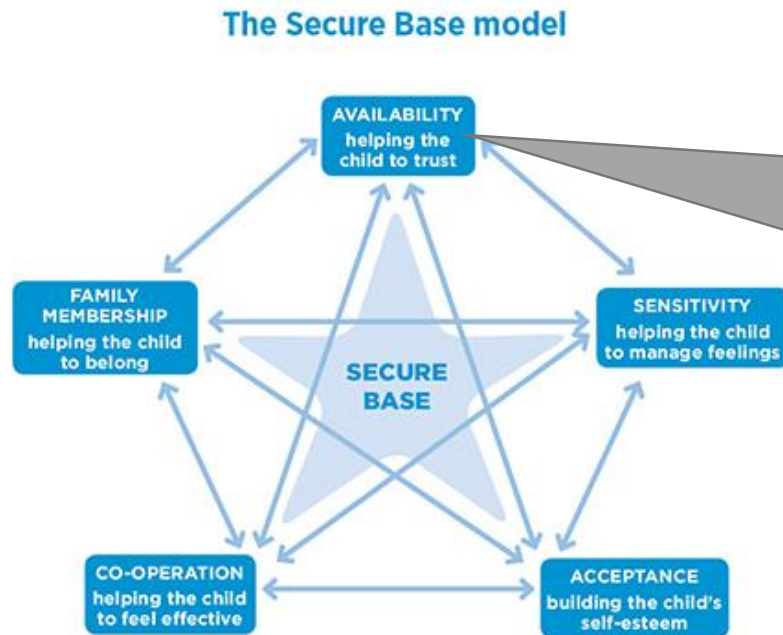 The Secure Base model
AVAILABILITY
helping the
child to trust
FAMILY
MEMBERSHIP
helping the child
to belong
SENSITIVITY
helping the child
to manage feelings
SECURE
BASE
CO-OPERATION
helping the child
to feel effective
ACCEPTANCE
building the child's
self-esteem